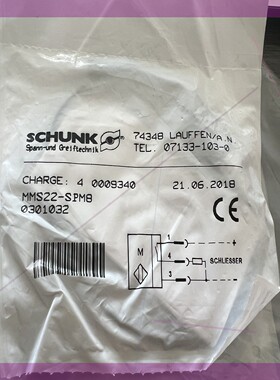 SCHUNK
Spann-und Greiftechnik
74348 LAUFFEN/A.N
TEL. 07133-103-0
CHARGE: 4 0009340 21.06.2018
MMS22-SPM8
0301032
CE
M
1 +
4 SCHLIESSER
3 -